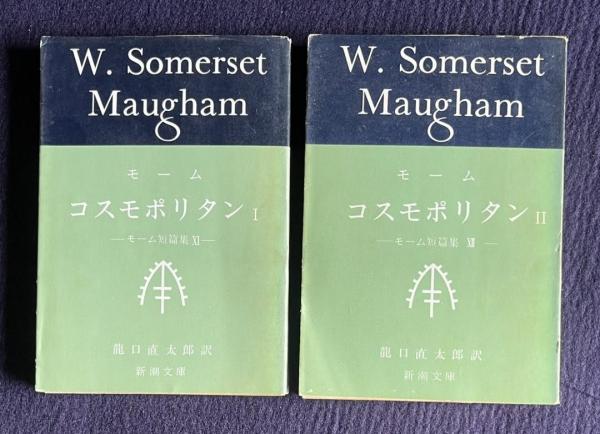 W. Somerset
Maugham
モーム
コスモポリタン I
―モーム短篇集 XI―
龍口直太郎訳
新潮文庫
W. Somerset
Maugham
モーム
コスモポリタン II
―モーム短篇集 XII―
龍口直太郎訳
新潮文庫